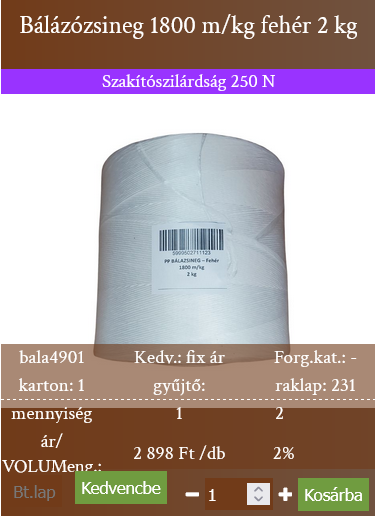 Bálázózsineg 1800 m/kg fehér 2 kg
Szakítószilárdság 250 N
5999502711123
PP BÁLAZSINEG – Fehér
1800 m/kg
2 kg
bala4901 Kedv.: fix ár Forg.kat.: -
karton: 1 gyűjtő: raklap: 231
mennyiség 1 2
ár/
VOLUMeng.: 2 898 Ft /db 2%
Bt.lap Kedvencbe 1 Kosárba